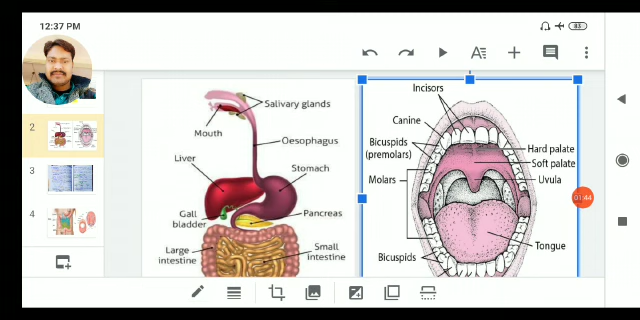 12:37 PM
83
2
3
4
Salivary glands
Mouth
Oesophagus
Liver
Stomach
Gall
bladder
Pancreas
Large
intestine
Small
intestine
Incisors
Canine
Bicuspids
(premolars)
Molars
Hard palate
Soft palate
Uvula
Tongue
Bicuspids
01:44